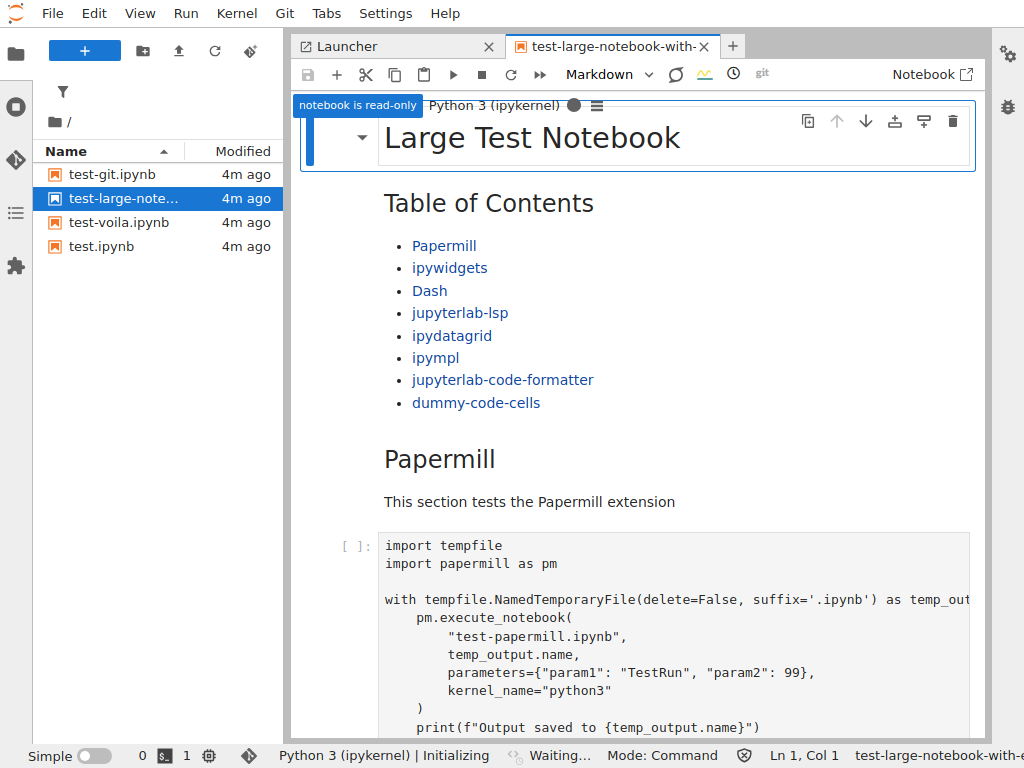 File Edit View Run Kernel Git Tabs Settings Help
Launcher
test-large-notebook-with-
Markdown
git
Notebook
notebook is read-only
Python 3 (ipykernel)
/
Name Modified
test-git.ipynb 4m ago
test-large-note... 4m ago
test-voila.ipynb 4m ago
test.ipynb 4m ago
Large Test Notebook
Table of Contents
Papermill
ipywidgets
Dash
jupyterlab-lsp
ipydatagrid
ipympl
jupyterlab-code-formatter
dummy-code-cells
Papermill
This section tests the Papermill extension
[ ]:
import tempfile
import papermill as pm
with tempfile.NamedTemporaryFile(delete=False, suffix='.ipynb') as temp_out
pm.execute_notebook(
"test-papermill.ipynb",
temp_output.name,
parameters={"param1": "TestRun", "param2": 99},
kernel_name="python3"
)
print(f"Output saved to {temp_output.name}")
Simple 0 1 Python 3 (ipykernel) | Initializing Waiting... Mode: Command Ln 1, Col 1 test-large-notebook-with-e